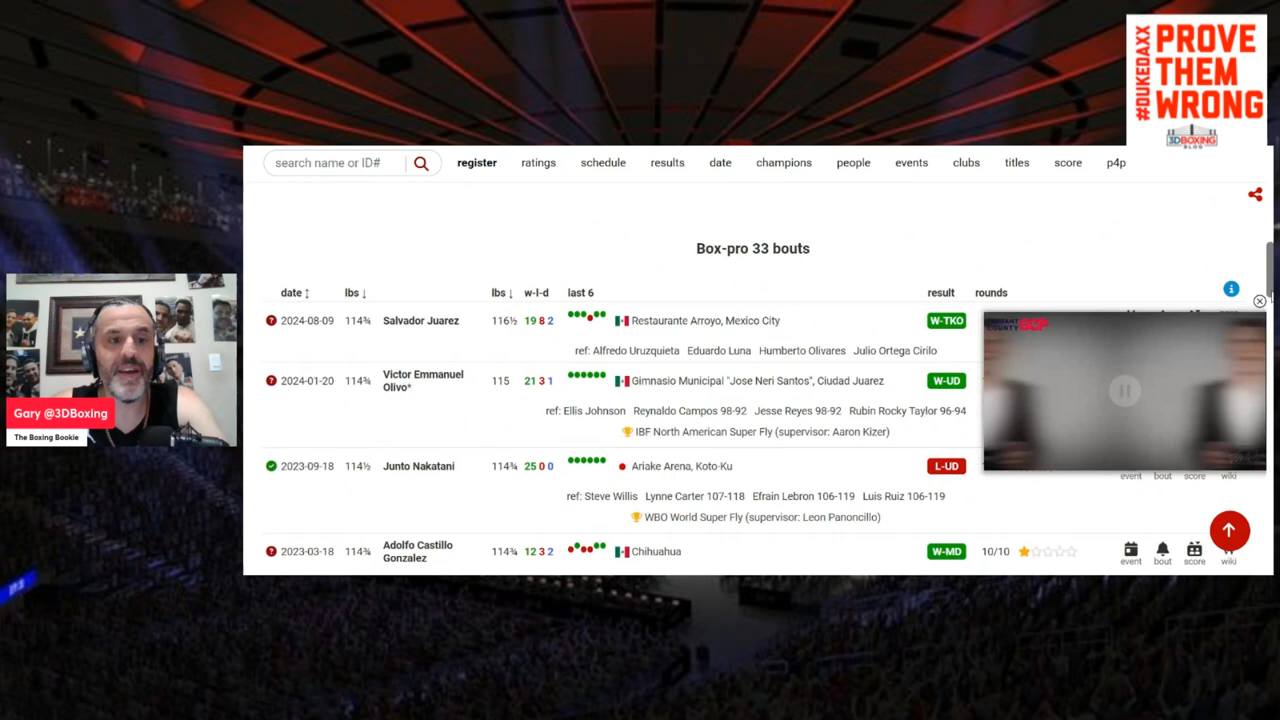 #DUKEDAXX
PROVE
THEM
WRONG
3DBOXING
BLOG
search name or ID#
register ratings schedule results date champions people events clubs titles score p4p
Box-pro 33 bouts
date lbs lbs w-l-d last 6 result rounds
2024-08-09 114¾ Salvador Juarez 116½ 19 8 2 Restaurante Arroyo, Mexico City W-TKO
ref: Alfredo Uruzquieta Eduardo Luna Humberto Olivares Julio Ortega Cirilo
2024-01-20 114¾ Victor Emmanuel Olivo* 115 21 3 1 Gimnasio Municipal "Jose Neri Santos", Ciudad Juarez W-UD
ref: Ellis Johnson Reynaldo Campos 98-92 Jesse Reyes 98-92 Rubin Rocky Taylor 96-94
IBF North American Super Fly (supervisor: Aaron Kizer)
2023-09-18 114½ Junto Nakatani 114¾ 25 0 0 Ariake Arena, Koto-Ku L-UD
event bout score wiki
ref: Steve Willis Lynne Carter 107-118 Efrain Lebron 106-119 Luis Ruiz 106-119
WBO World Super Fly (supervisor: Leon Panoncillo)
2023-03-18 114¾ Adolfo Castillo Gonzalez 114¾ 12 3 2 Chihuahua W-MD 10/10
event bout score wiki
COUNTY GOP
Gary @3DBoxing
The Boxing Bookie